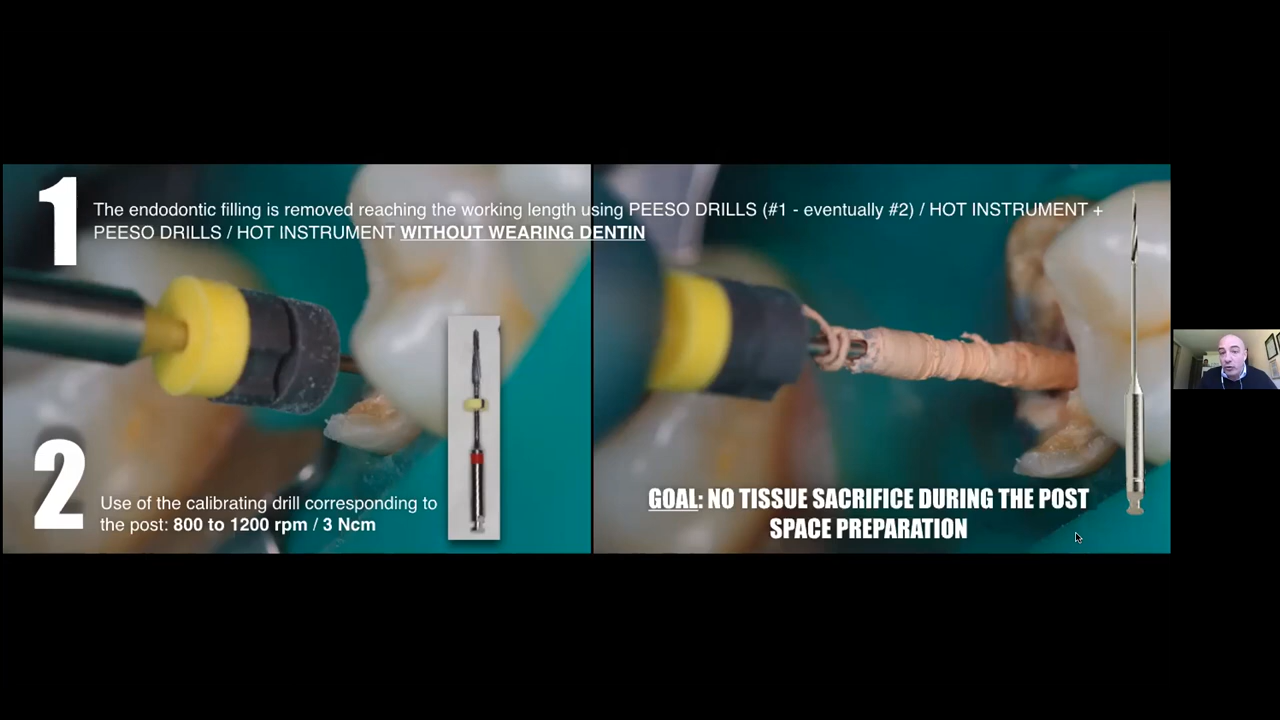 1
The endodontic filling is removed reaching the working length using PEESO DRILLS (#1 - eventually #2) / HOT INSTRUMENT +
PEESO DRILLS / HOT INSTRUMENT WITHOUT WEARING DENTIN
2
Use of the calibrating drill corresponding to
the post: 800 to 1200 rpm / 3 Ncm
GOAL: NO TISSUE SACRIFICE DURING THE POST
SPACE PREPARATION